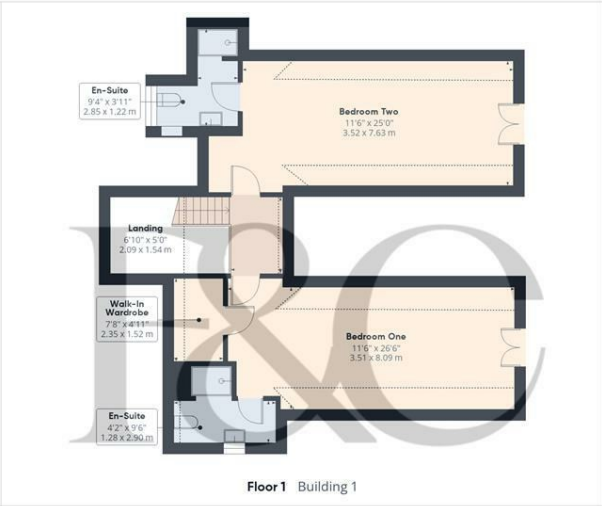 En-Suite
9'4" x 3'11"
2.85 x 1.22 m
Bedroom Two
11'6" x 25'0"
3.52 x 7.63 m
Landing
6'10" x 5'0"
2.09 x 1.54 m
Walk-In
Wardrobe
7'8" x 4'11"
2.35 x 1.52 m
Bedroom One
11'6" x 26'6"
3.51 x 8.09 m
En-Suite
4'2" x 9'6"
1.28 x 2.90 m
F&C
Floor 1 Building 1